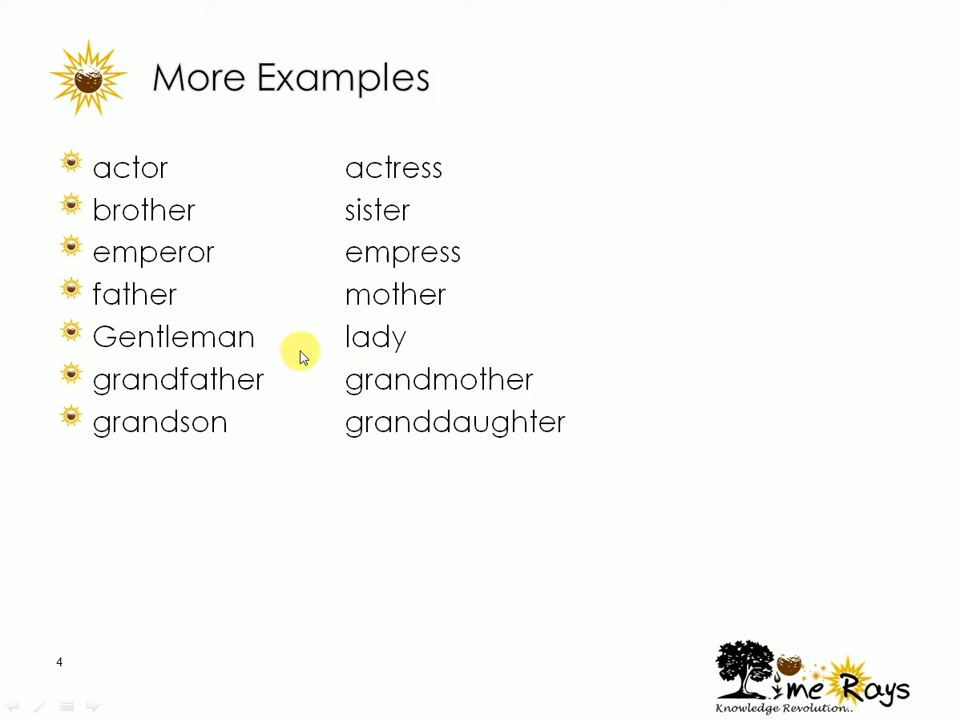 More Examples
actor actress
brother sister
emperor empress
father mother
Gentleman lady
grandfather grandmother
grandson granddaughter
4
Time Rays
Knowledge Revolution..